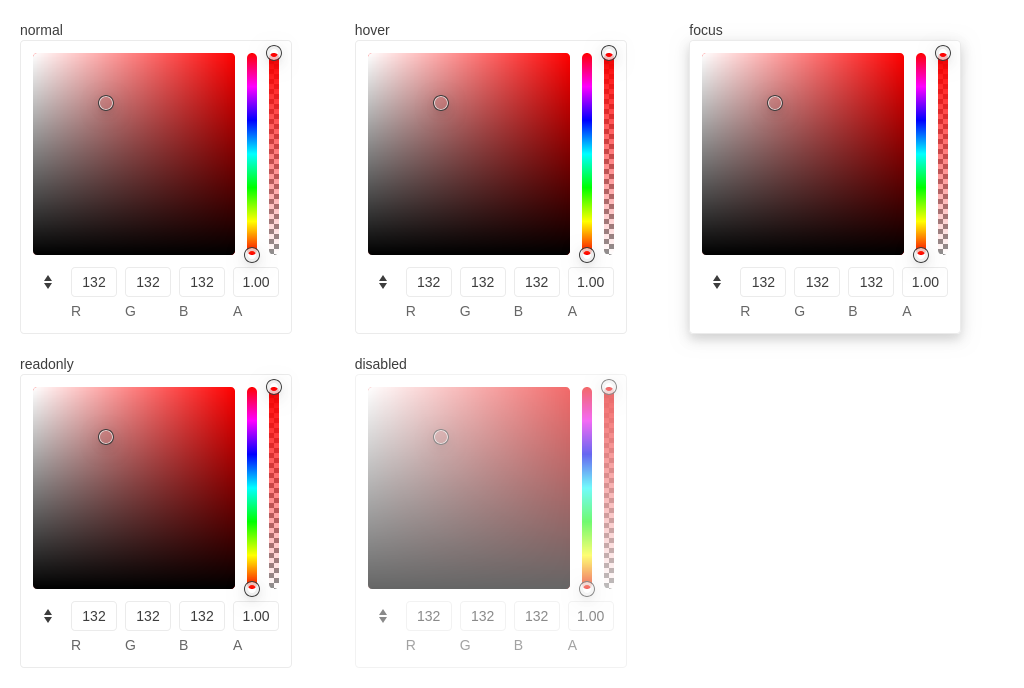 normal hover focus
132 132 132 1.00 132 132 132 1.00 132 132 132 1.00
R G B A R G B A R G B A
readonly disabled
132 132 132 1.00 132 132 132 1.00
R G B A R G B A